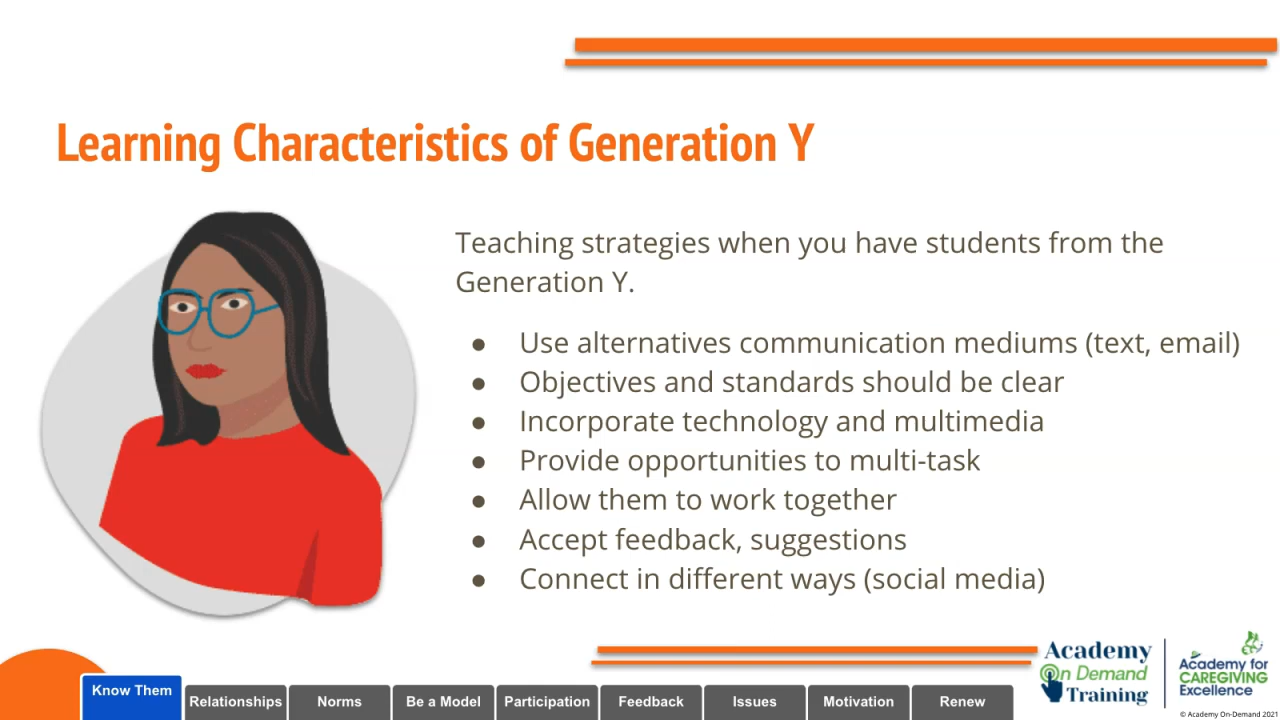 Learning Characteristics of Generation Y
Teaching strategies when you have students from the
Generation Y.
● Use alternatives communication mediums (text, email)
● Objectives and standards should be clear
● Incorporate technology and multimedia
● Provide opportunities to multi-task
● Allow them to work together
● Accept feedback, suggestions
● Connect in different ways (social media)
Know Them
Relationships
Norms
Be a Model
Participation
Feedback
Issues
Motivation
Renew
Academy
On Demand
Training
Academy for
CAREGIVING
Excellence
© Academy On-Demand 2021